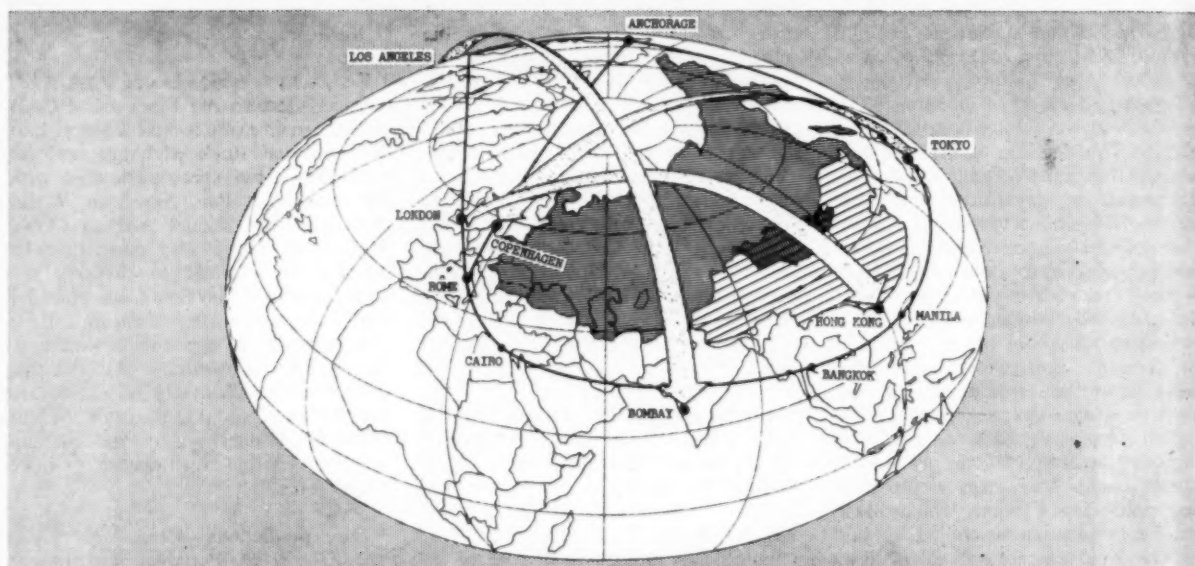 ANCHORAGE
LOS ANGELES
TOKYO
LONDON
COPENHAGEN
ROME
HONG KONG
MANILA
CAIRO
BANGKOK
BOMBAY